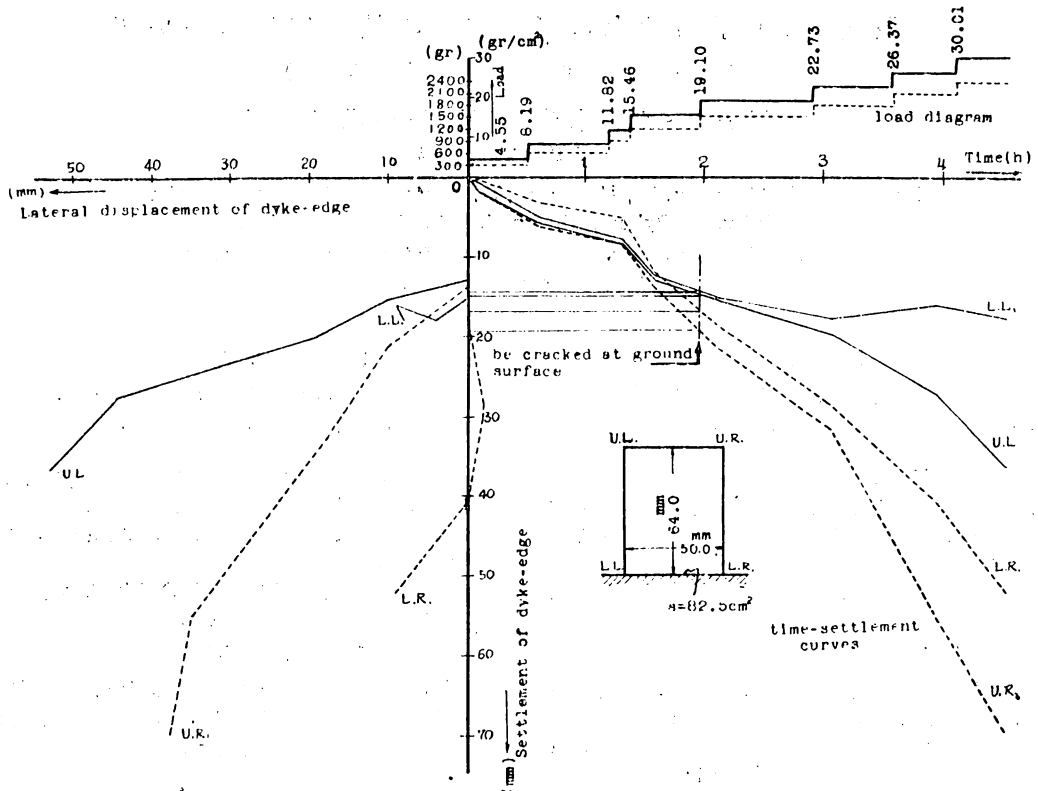 (gr) (gr/cm²)
30
2400
2100
1800
1500
1200
900
600
300
20
10
Load
4.55
8.19
11.82
15.46
19.10
22.73
26.37
30.01
load diagram
Time(h)
50 40 30 20 10 0 1 2 3 4
(mm)
Lateral displacement of dyke-edge
10
20
30
40
50
60
70
L.L.
L.L.
be cracked at ground
surface
U.L
U.L
U.L. U.R.
mm
64.0
mm
50.0
L.L. L.R.
a=82.5cm²
L.R.
L.R.
time-settlement
curves
U.R.
U.R.
Settlement of dyke-edge
(mm)